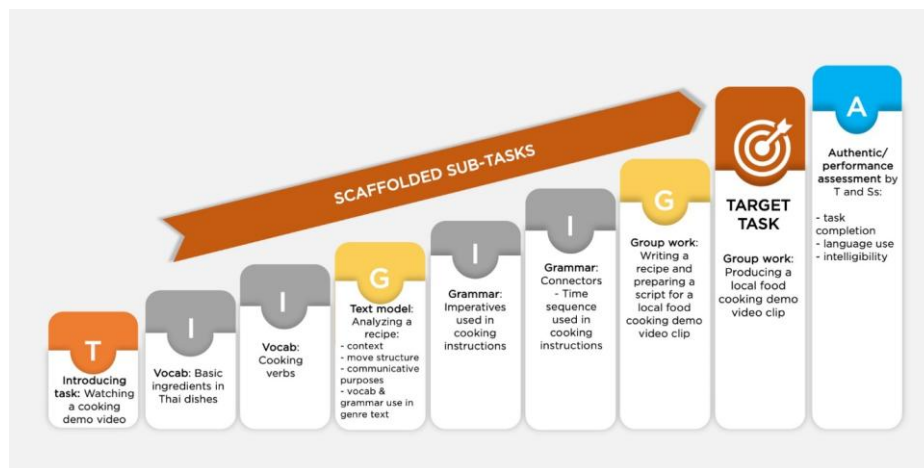 SCAFFOLDED SUB-TASKS
T
Introducing
task: Watching
a cooking
demo video
I
Vocab: Basic
ingredients in
Thai dishes
I
Vocab:
Cooking
verbs
G
Text model:
Analyzing a
recipe:
- context
- move structure
- communicative
purposes
- vocab &
grammar use in
genre text
I
Grammar:
Imperatives
used in
cooking
instructions
I
Grammar:
Connectors
- Time
sequence
used in
cooking
instructions
G
Group work:
Writing a
recipe and
preparing a
script for a
local food
cooking demo
video clip
TARGET
TASK
Group work:
Producing a
local food
cooking demo
video clip
A
Authentic/
performance
assessment by
T and Ss:
- task
completion
- language use
- intelligibility